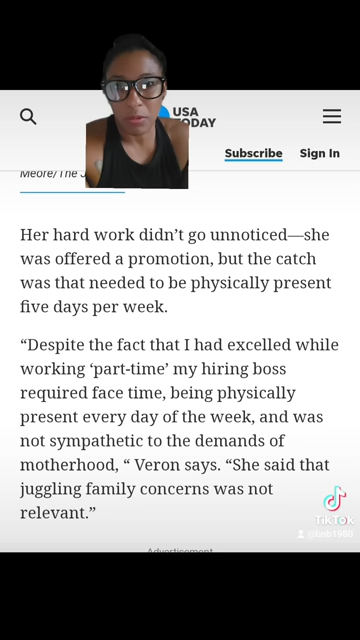 USA
TODAY
Subscribe Sign In
Meore/The J
Her hard work didn’t go unnoticed—she
was offered a promotion, but the catch
was that needed to be physically present
five days per week.
“Despite the fact that I had excelled while
working ‘part-time’ my hiring boss
required face time, being physically
present every day of the week, and was
not sympathetic to the demands of
motherhood, “ Veron says. “She said that
juggling family concerns was not
relevant.”
Advertisement
TikTok